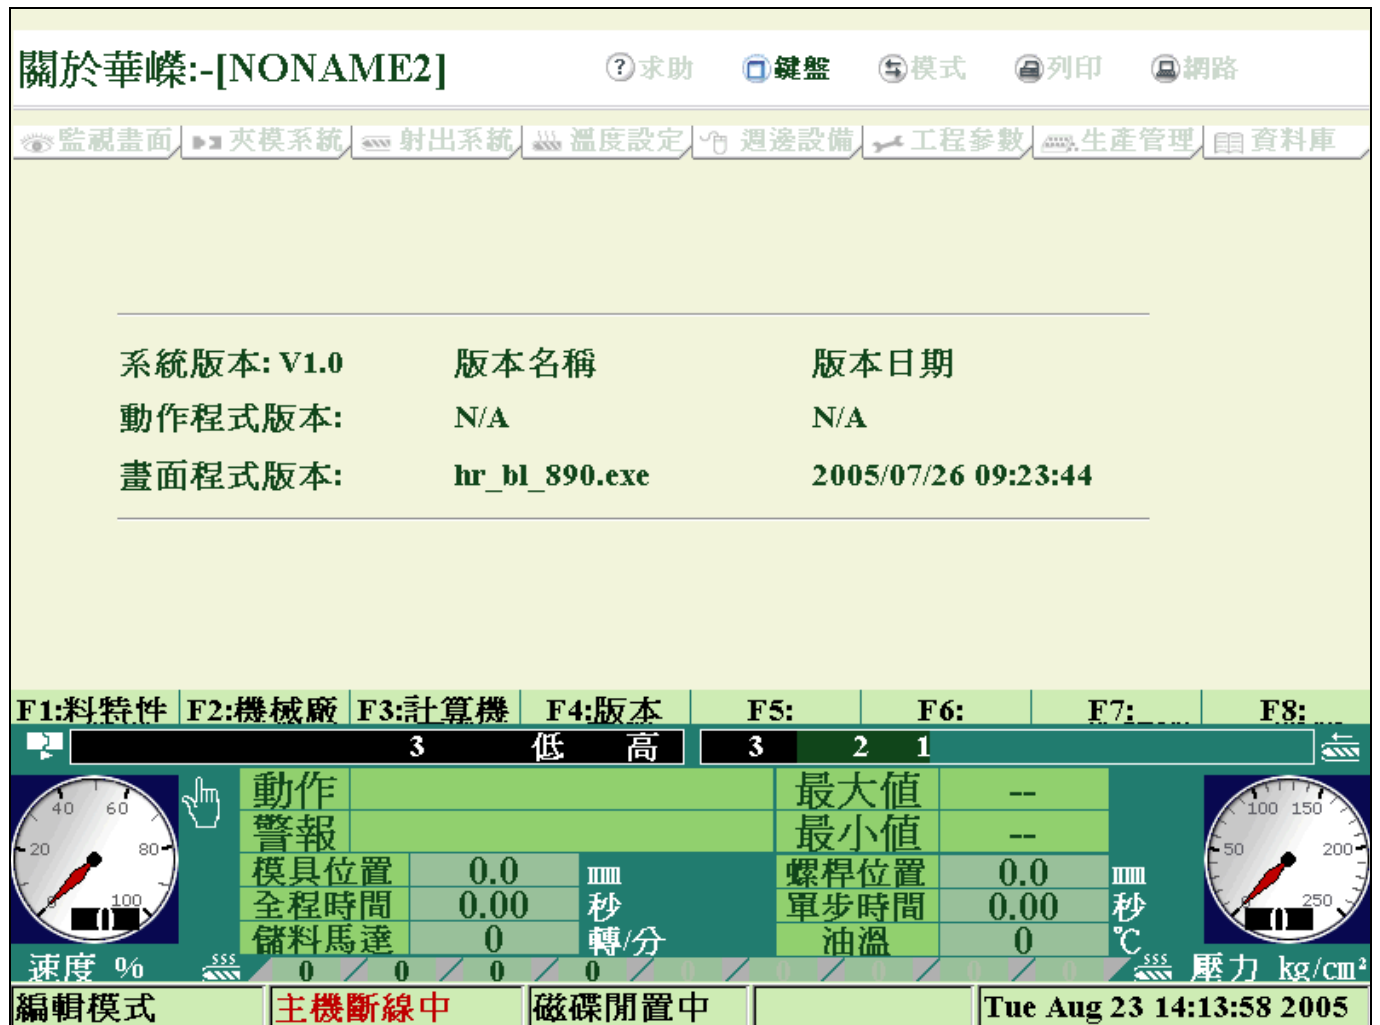 關於華嶸:-[NONAME2] 求助 鍵盤 模式 列印 網路
監視畫面 夾模系統 射出系統 溫度設定 週邊設備 工程參數 生產管理 資料庫
系統版本: V1.0 版本名稱 版本日期
動作程式版本: N/A N/A
畫面程式版本: hr_bl_890.exe 2005/07/26 09:23:44
F1:料特性 F2:機械廠 F3:計算機 F4:版本 F5: F6: F7: F8:
3 低 高 3 2 1
動作 最大值 --
警報 最小值 --
模具位置 0.0 mm 螺桿位置 0.0 mm
全程時間 0.00 秒 單步時間 0.00 秒
儲料馬達 0 轉/分 油溫 0 °C
0 20 40 60 80 100 0
0 50 100 150 200 250 0
速度 % 0 0 0 0 0 0 0 0 0 壓力 kg/cm²
編輯模式 主機斷線中 磁碟閒置中 Tue Aug 23 14:13:58 2005